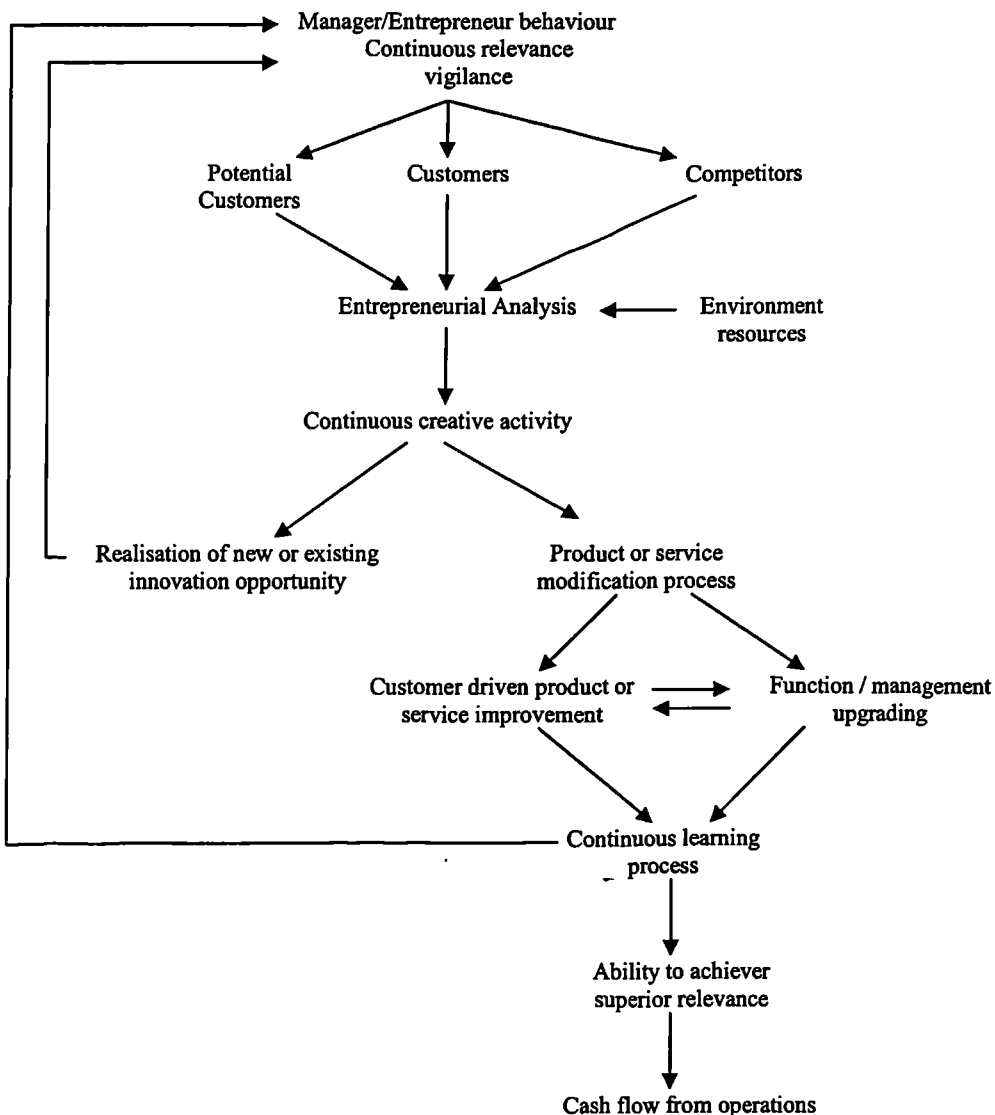 Manager/Entrepreneur behaviour
Continuous relevance
vigilance
Potential
Customers
Customers
Competitors
Entrepreneurial Analysis
Environment
resources
Continuous creative activity
Realisation of new or existing
innovation opportunity
Product or service
modification process
Customer driven product or
service improvement
Function / management
upgrading
Continuous learning
process
Ability to achiever
superior relevance
Cash flow from operations